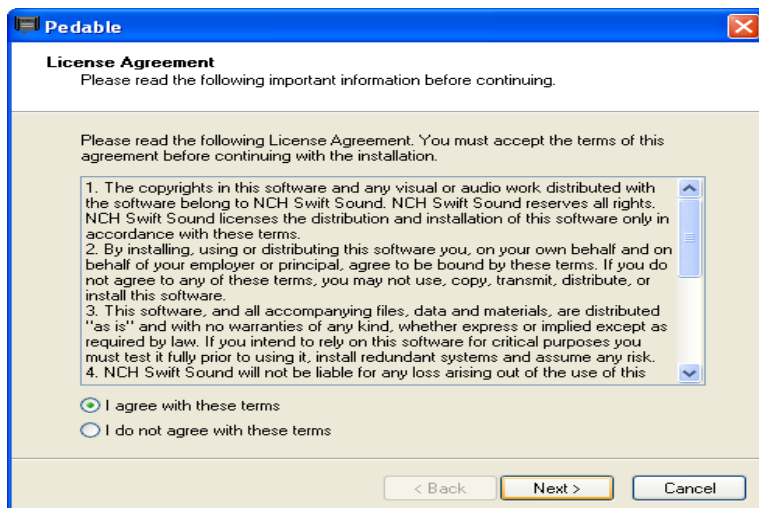 Pedable
License Agreement
Please read the following important information before continuing.
Please read the following License Agreement. You must accept the terms of this
agreement before continuing with the installation.
1. The copyrights in this software and any visual or audio work distributed with
the software belong to NCH Swift Sound. NCH Swift Sound reserves all rights.
NCH Swift Sound licenses the distribution and installation of this software only in
accordance with these terms.
2. By installing, using or distributing this software you, on your own behalf and on
behalf of your employer or principal, agree to be bound by these terms. If you do
not agree to any of these terms, you may not use, copy, transmit, distribute, or
install this software.
3. This software, and all accompanying files, data and materials, are distributed
"as is" and with no warranties of any kind, whether express or implied except as
required by law. If you intend to rely on this software for critical purposes you
must test it fully prior to using it, install redundant systems and assume any risk.
4. NCH Swift Sound will not be liable for any loss arising out of the use of this
I agree with these terms
I do not agree with these terms
< Back Next > Cancel